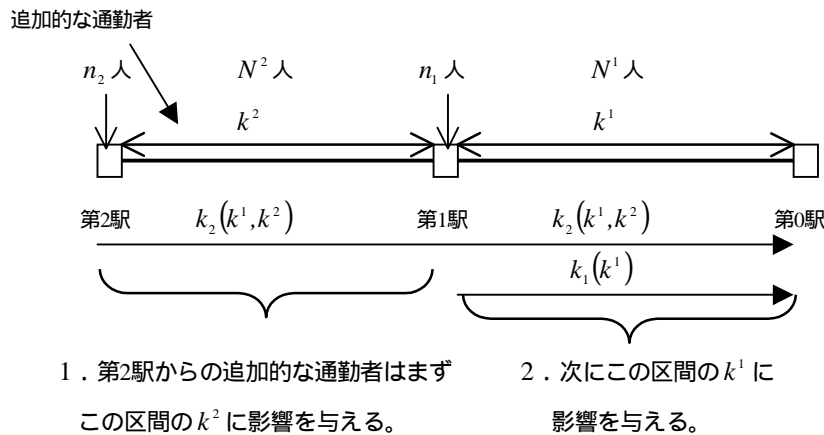 追加的な通勤者
n₂ 人 N² 人 n₁ 人 N¹ 人
k² k¹
第2駅 k₂(k¹,k²) 第1駅 k₂(k¹,k²) 第0駅
k₁(k¹)
1．第2駅からの追加的な通勤者はまず
この区間の k² に影響を与える。
2．次にこの区間の k¹ に
影響を与える。